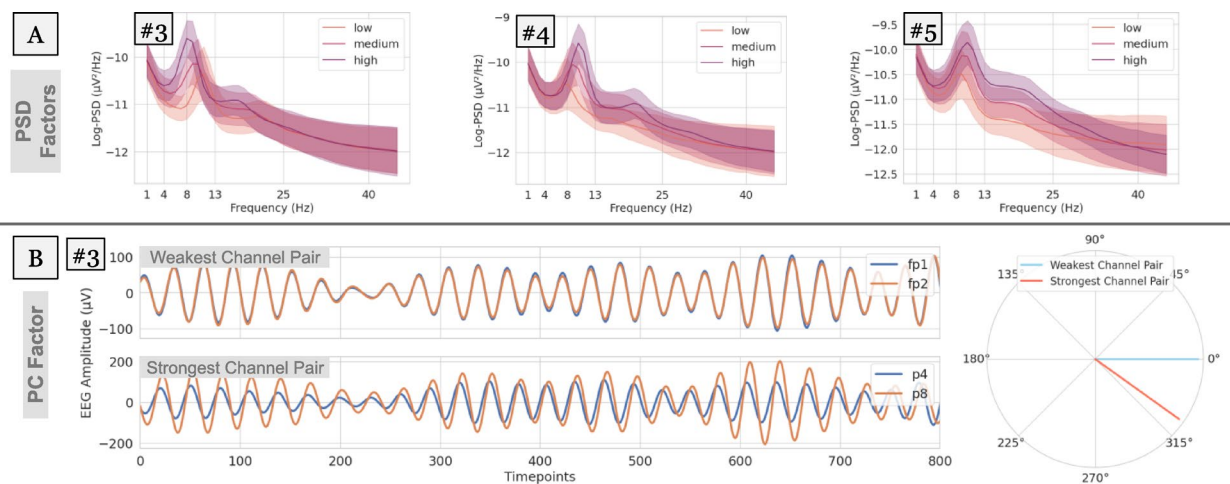 A
PSD
Factors
#3
low
medium
high
−10
−11
−12
Log-PSD (μV²/Hz)
1 4 8 13 25 40
Frequency (Hz)
#4
low
medium
high
−9
−10
−11
−12
Log-PSD (μV²/Hz)
1 4 8 13 25 40
Frequency (Hz)
#5
low
medium
high
−9.5
−10.0
−10.5
−11.0
−11.5
−12.0
−12.5
Log-PSD (μV²/Hz)
1 4 8 13 25 40
Frequency (Hz)
B
PC Factor
#3
Weakest Channel Pair
fp1
fp2
100
0
−100
EEG Amplitude (μV)
Strongest Channel Pair
p4
p8
200
0
−200
0 100 200 300 400 500 600 700 800
Timepoints
90°
Weakest Channel Pair
Strongest Channel Pair
135° 45°
180° 0°
225° 315°
270°